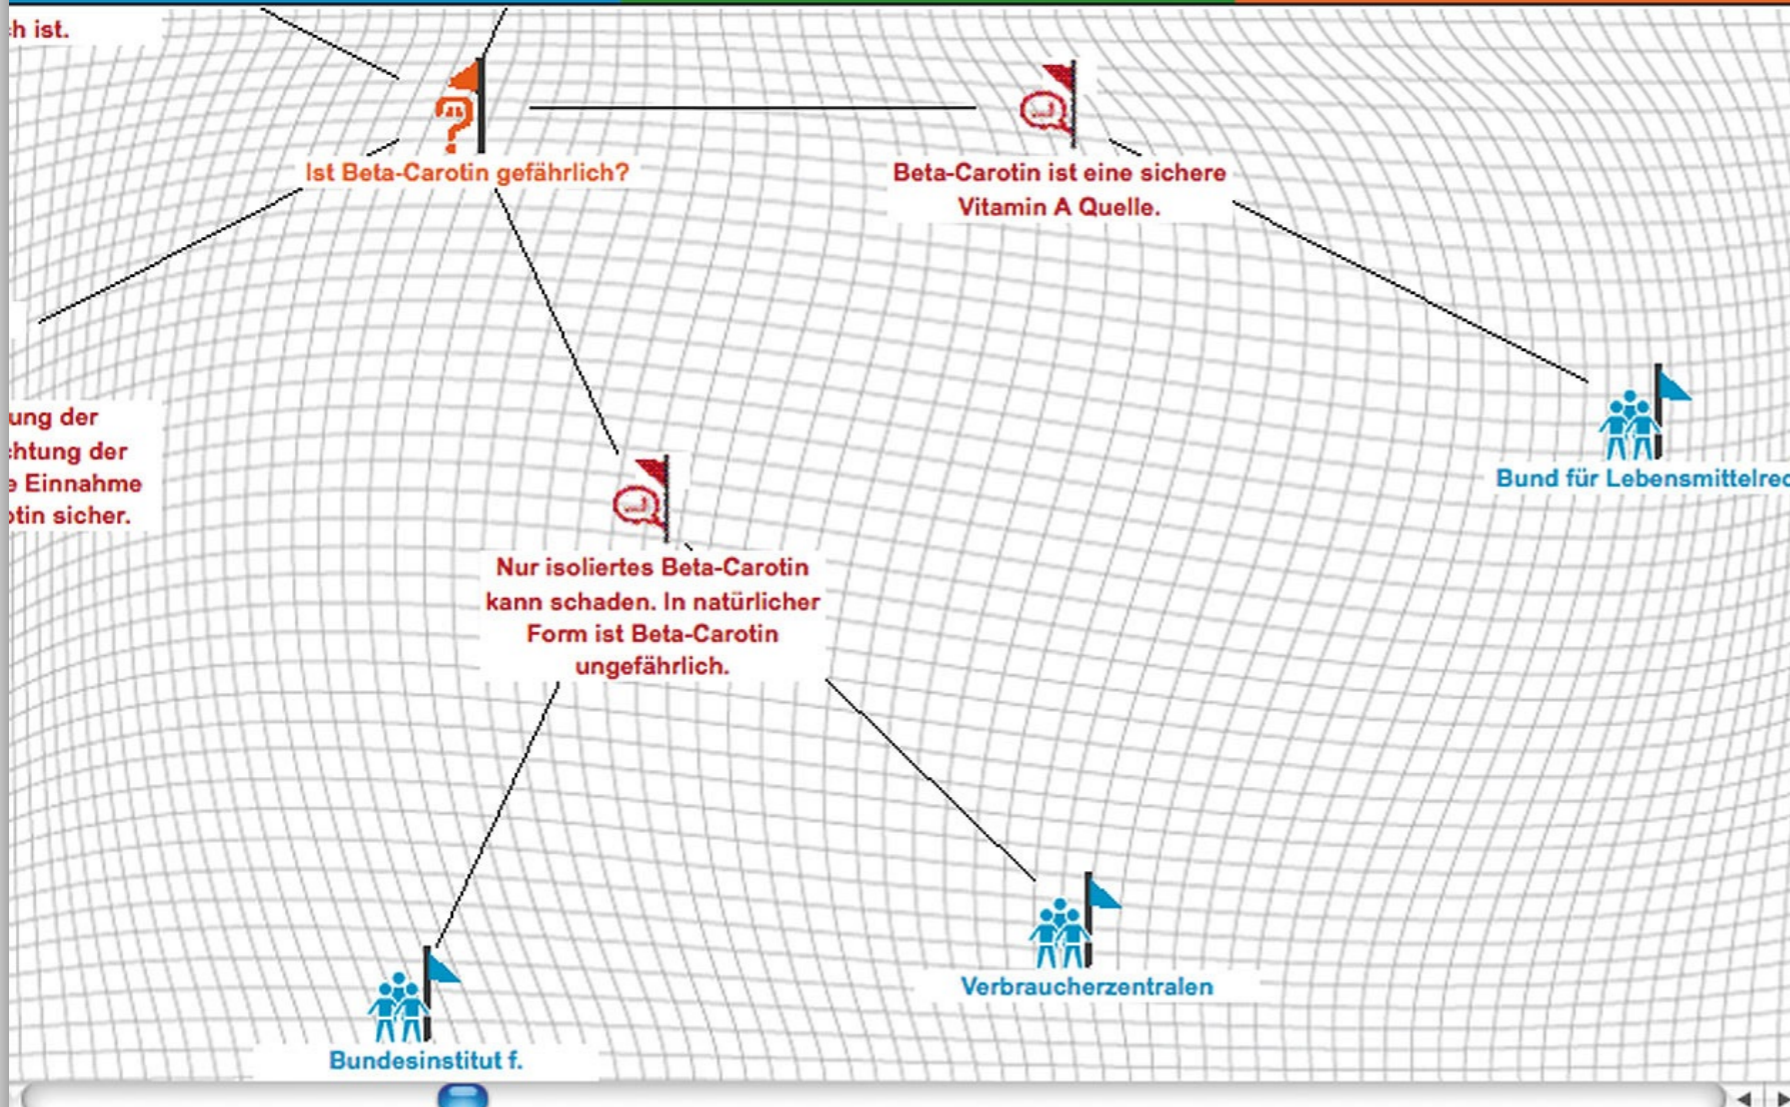 h ist.
Ist Beta-Carotin gefährlich?
Beta-Carotin ist eine sichere
Vitamin A Quelle.
ung der
chtung der
e Einnahme
otin sicher.
Bund für Lebensmittelrec
Nur isoliertes Beta-Carotin
kann schaden. In natürlicher
Form ist Beta-Carotin
ungefährlich.
Verbraucherzentralen
Bundesinstitut f.